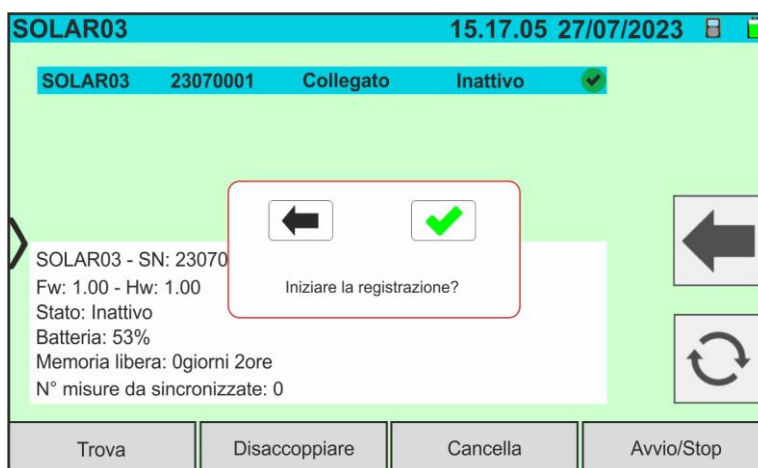 SOLAR03 15.17.05 27/07/2023
SOLAR03 23070001 Collegato Inattivo
Iniziare la registrazione?
SOLAR03 - SN: 23070
Fw: 1.00 - Hw: 1.00
Stato: Inattivo
Batteria: 53%
Memoria libera: 0giorni 2ore
N° misure da sincronizzate: 0
Trova Disaccoppiare Cancella Avvio/Stop